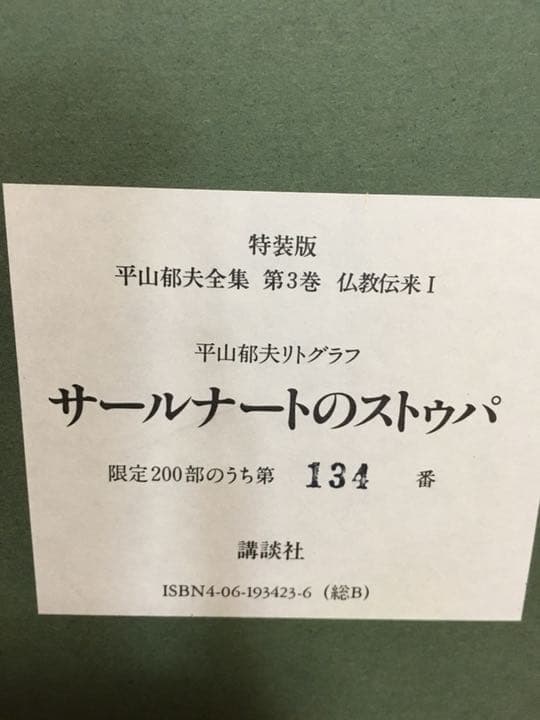 特装版
平山郁夫全集 第3巻 仏教伝来Ⅰ
平山郁夫リトグラフ
サールナートのストゥパ
限定200部のうち第 134 番
講談社
ISBN4-06-193423-6 (総B)